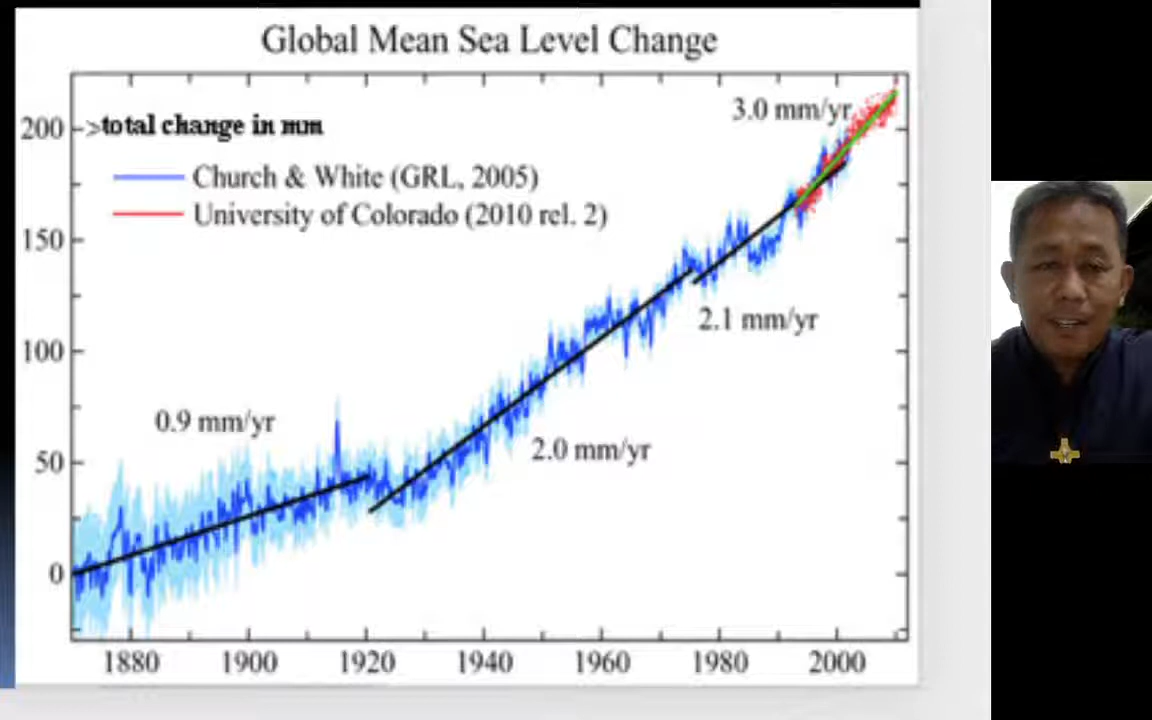 Global Mean Sea Level Change
3.0 mm/yr
200 ->total change in mm
Church & White (GRL, 2005)
University of Colorado (2010 rel. 2)
150
2.1 mm/yr
100
0.9 mm/yr
2.0 mm/yr
50
0
1880 1900 1920 1940 1960 1980 2000